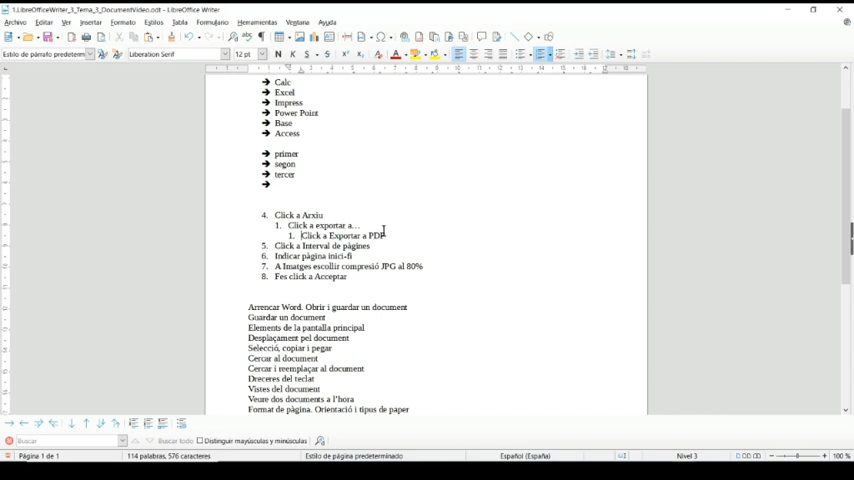 1.LibreOfficeWriter_3_Tema_3_DocumentVideo.odt - LibreOffice Writer
Archivo Editar Ver Insertar Formato Estilos Tabla Formulario Herramientas Ventana Ayuda
Estilo de párrafo predetermi Liberation Serif 12 pt N K S S
➔ Calc
➔ Excel
➔ Impress
➔ Power Point
➔ Base
➔ Access
➔ primer
➔ segon
➔ tercer
➔
4. Click a Arxiu
1. Click a exportar a…
1. Click a Exportar a PDF
5. Click a Interval de pàgines
6. Indicar pàgina inici-fi
7. A Imatges escollir compresió JPG al 80%
8. Fes click a Acceptar
Arrencar Word. Obrir i guardar un document
Guardar un document
Elements de la pantalla principal
Desplaçament pel document
Selecció, copiar i pegar
Cercar al document
Cercar i reemplaçar al document
Dreceres del teclat
Vistes del document
Veure dos documents a l’hora
Format de pàgina. Orientació i tipus de paper
Buscar Buscar todo Distinguir mayúsculas y minúsculas
Página 1 de 1 114 palabras, 576 caracteres Estilo de página predeterminado Español (España) Nivel 3 100 %